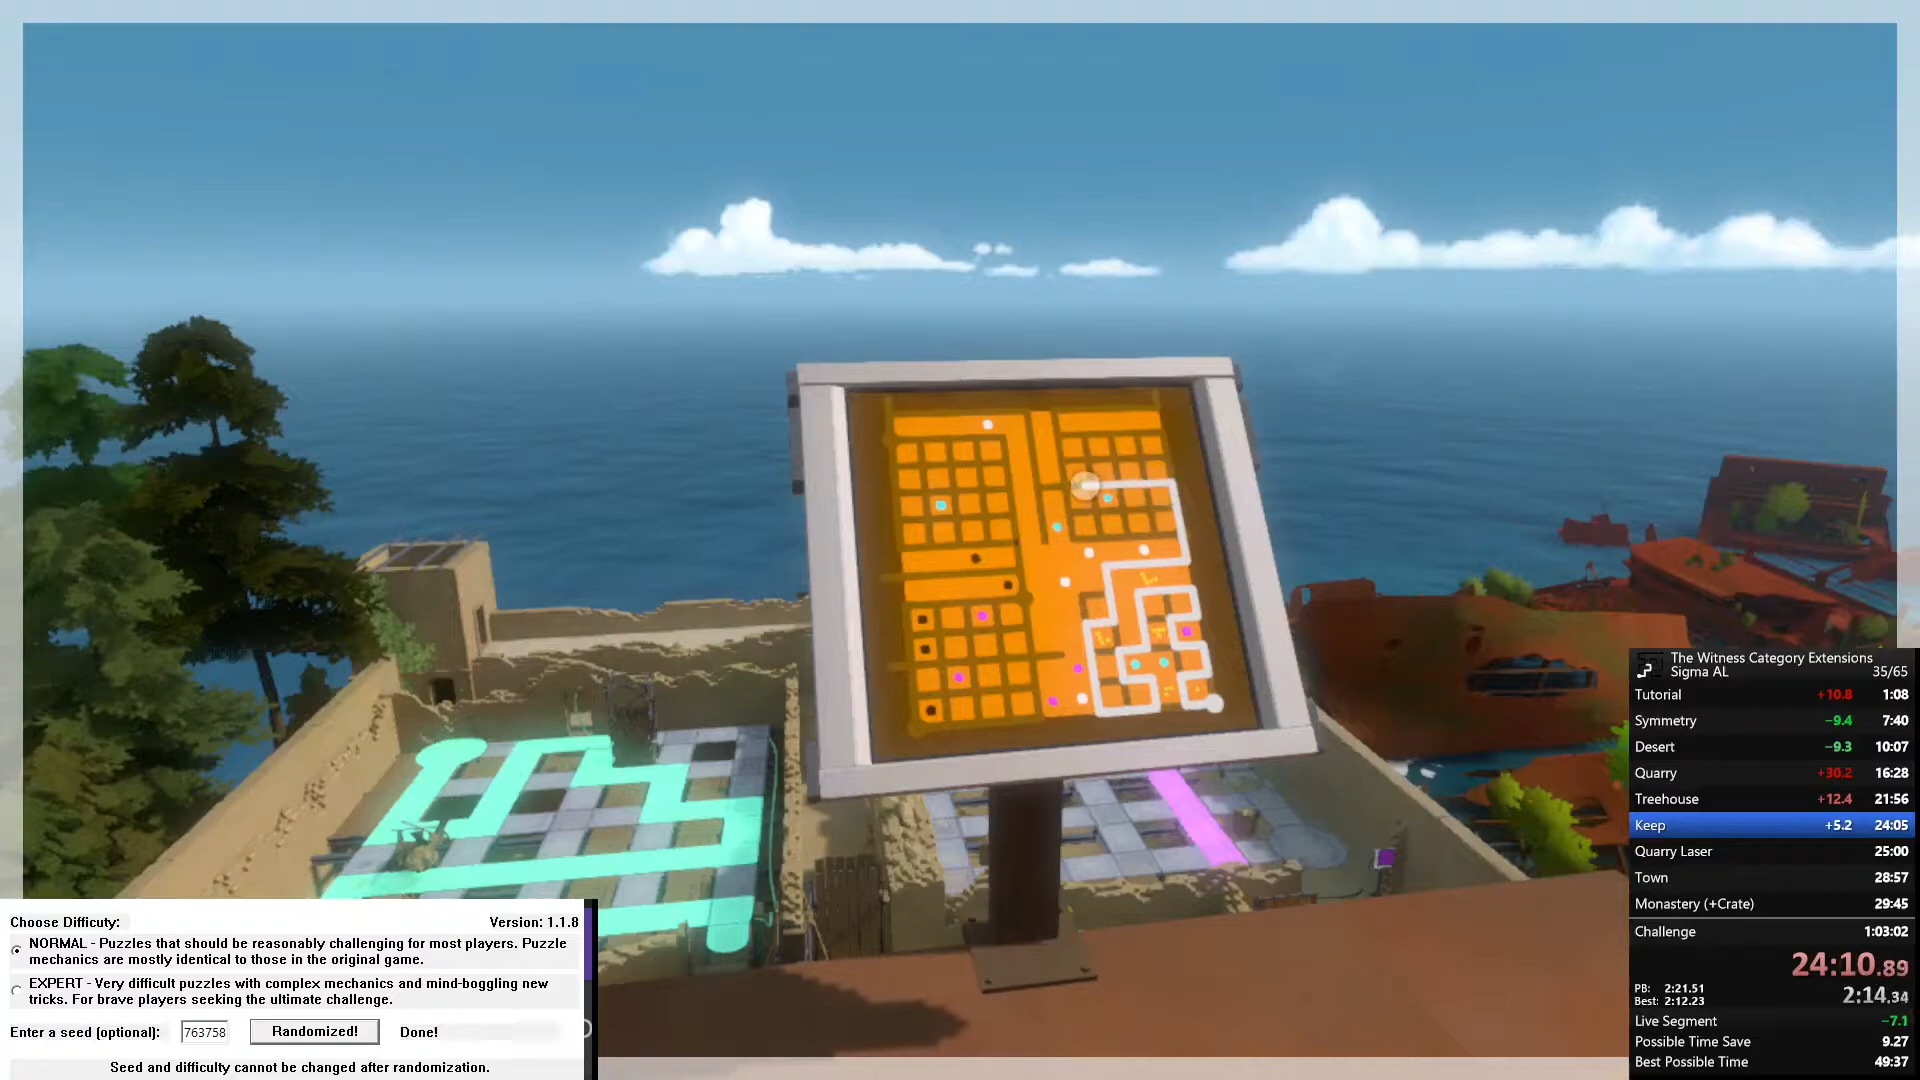 The Witness Category Extensions
Sigma AL 35/65
Tutorial +10.8 1:08
Symmetry −9.4 7:40
Desert −9.3 10:07
Quarry +30.2 16:28
Treehouse +12.4 21:56
Keep +5.2 24:05
Quarry Laser 25:00
Town 28:57
Monastery (+Crate) 29:45
Challenge 1:03:02
24:10.89
PB: 2:21.51
Best: 2:12.23
2:14.34
Live Segment −7.1
Possible Time Save 9.27
Best Possible Time 49:37
Choose Difficuty: Version: 1.1.8
NORMAL - Puzzles that should be reasonably challenging for most players. Puzzle
mechanics are mostly identical to those in the original game.
EXPERT - Very difficult puzzles with complex mechanics and mind-boggling new
tricks. For brave players seeking the ultimate challenge.
Enter a seed (optional): 763758 Randomized! Done!
Seed and difficulty cannot be changed after randomization.